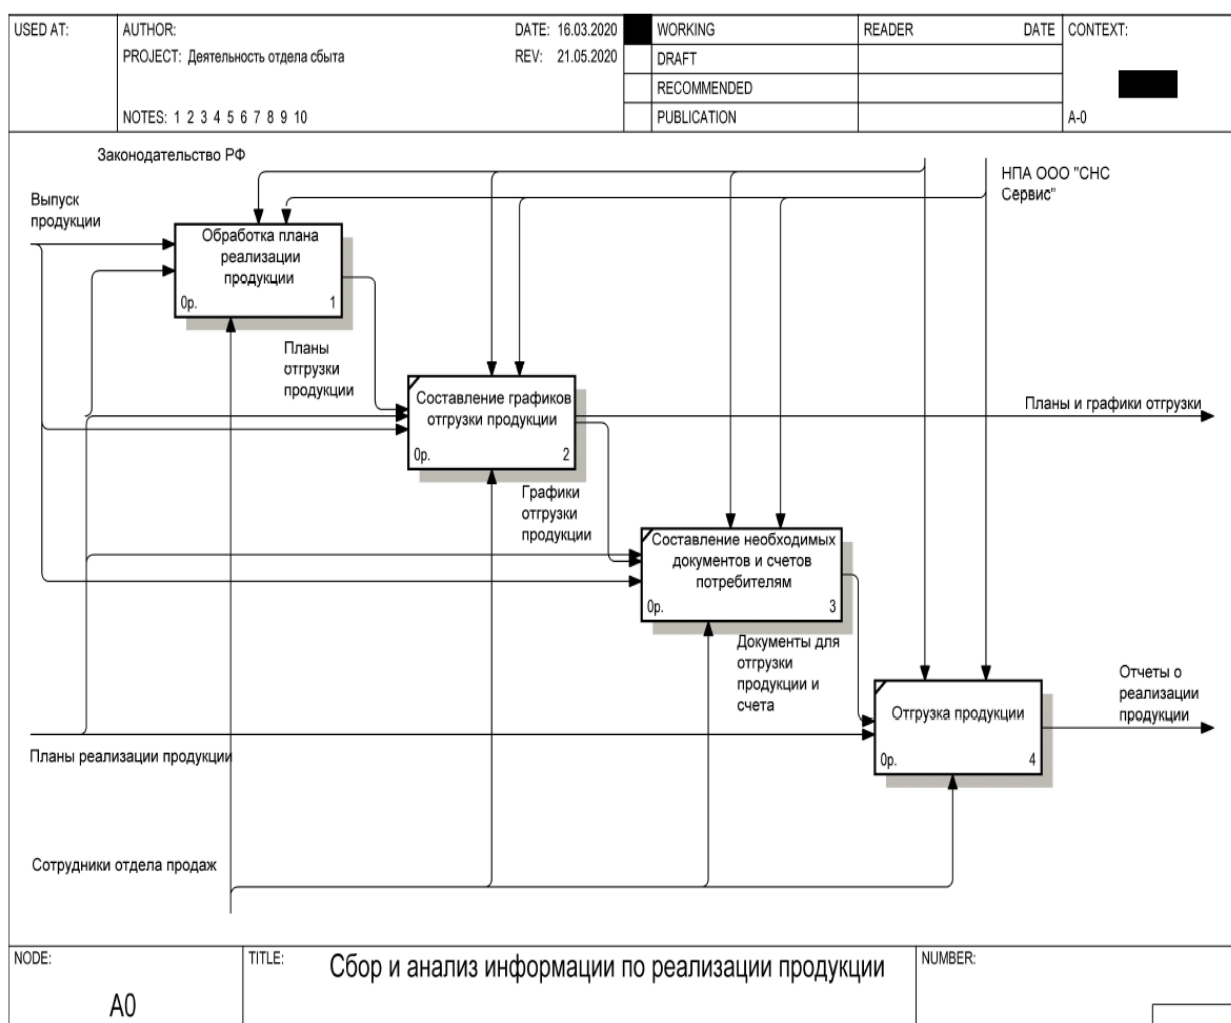 USED AT:
AUTHOR:
DATE: 16.03.2020
WORKING
READER
DATE
CONTEXT:
PROJECT: Деятельность отдела сбыта
REV: 21.05.2020
DRAFT
RECOMMENDED
NOTES: 1 2 3 4 5 6 7 8 9 10
PUBLICATION
A-0
Законодательство РФ
НПА ООО "СНС
Сервис"
Выпуск
продукции
Обработка плана
реализации
продукции
0р.
1
Планы
отгрузки
продукции
Составление графиков
отгрузки продукции
0р.
2
Планы и графики отгрузки
Графики
отгрузки
продукции
Составление необходимых
документов и счетов
потребителям
0р.
3
Документы для
отгрузки
продукции и
счета
Отгрузка продукции
0р.
4
Отчеты о
реализации
продукции
Планы реализации продукции
Сотрудники отдела продаж
NODE:
A0
TITLE:
Сбор и анализ информации по реализации продукции
NUMBER: